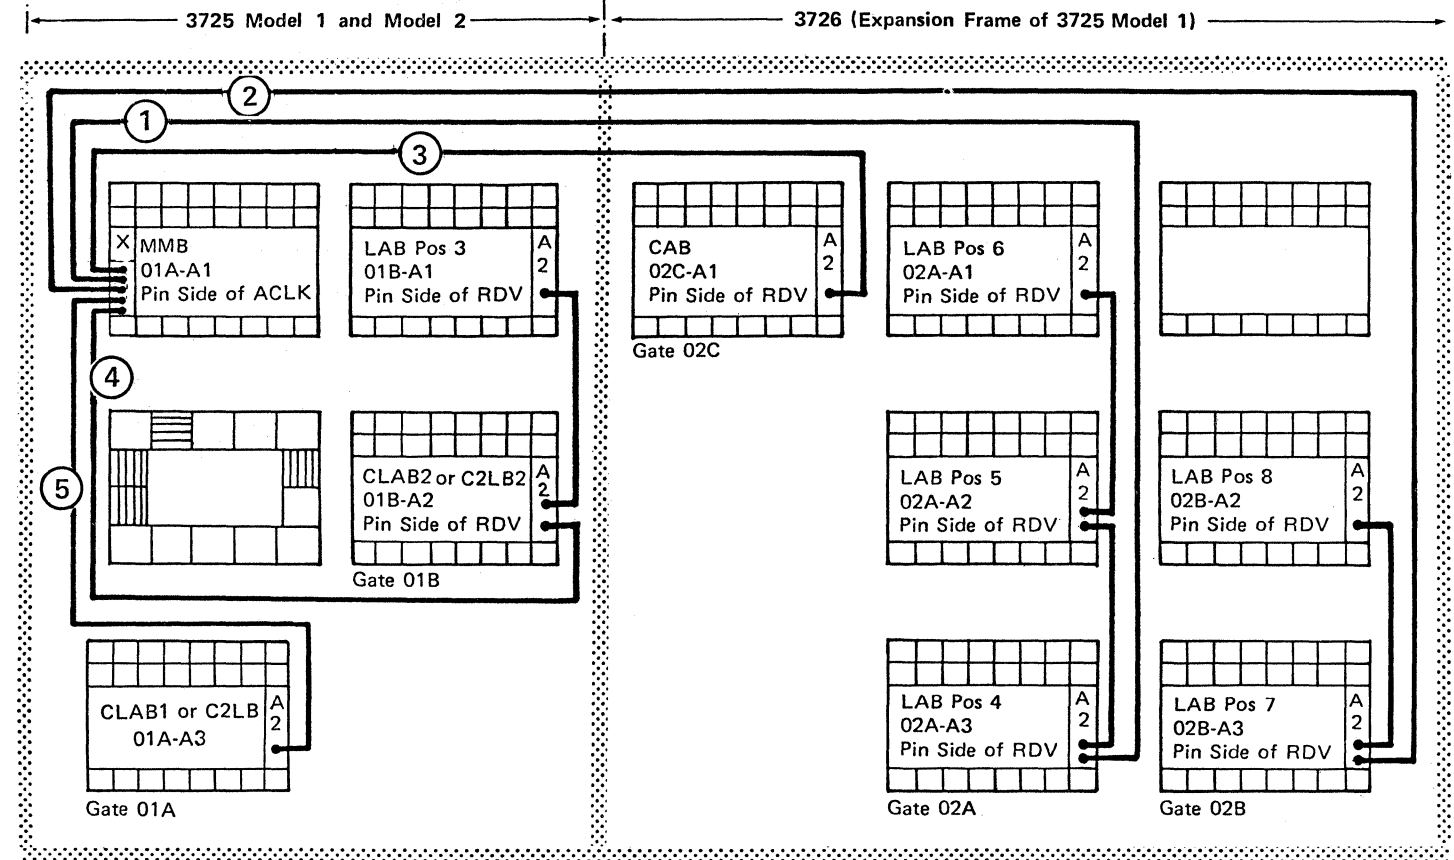 3725 Model 1 and Model 2
3726 (Expansion Frame of 3725 Model 1)
2
1
3
X
MMB
01A-A1
Pin Side of ACLK
LAB Pos 3
01B-A1
Pin Side of RDV
A
2
CAB
02C-A1
Pin Side of RDV
A
2
Gate 02C
LAB Pos 6
02A-A1
Pin Side of RDV
A
2
4
5
CLAB2 or C2LB2
01B-A2
Pin Side of RDV
A
2
Gate 01B
LAB Pos 5
02A-A2
Pin Side of RDV
A
2
LAB Pos 8
02B-A2
Pin Side of RDV
A
2
CLAB1 or C2LB
01A-A3
A
2
Gate 01A
LAB Pos 4
02A-A3
Pin Side of RDV
A
2
Gate 02A
LAB Pos 7
02B-A3
Pin Side of RDV
A
2
Gate 02B